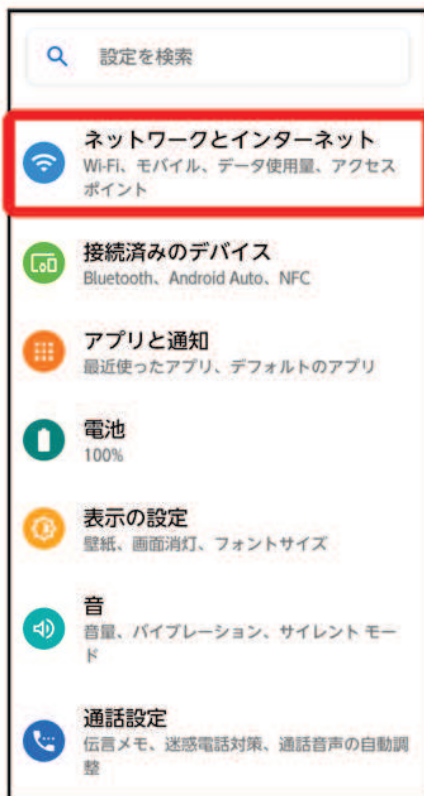 設定を検索
ネットワークとインターネット
Wi-Fi、モバイル、データ使用量、アクセス
ポイント
接続済みのデバイス
Bluetooth、Android Auto、NFC
アプリと通知
最近使ったアプリ、デフォルトのアプリ
電池
100%
表示の設定
壁紙、画面消灯、フォントサイズ
音
音量、バイブレーション、サイレント モー
ド
通話設定
伝言メモ、迷惑電話対策、通話音声の自動調
整